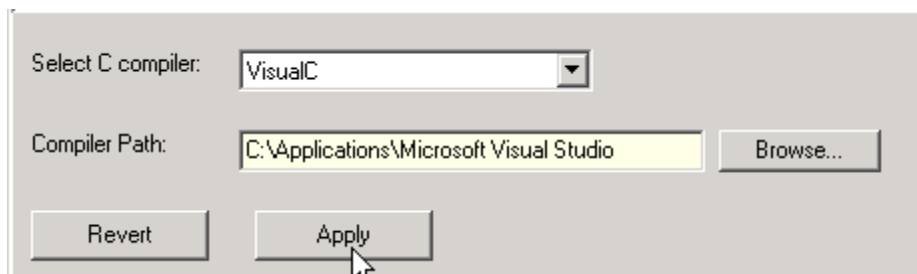 Select C compiler: VisualC
Compiler Path: C:\Applications\Microsoft Visual Studio Browse...
Revert Apply